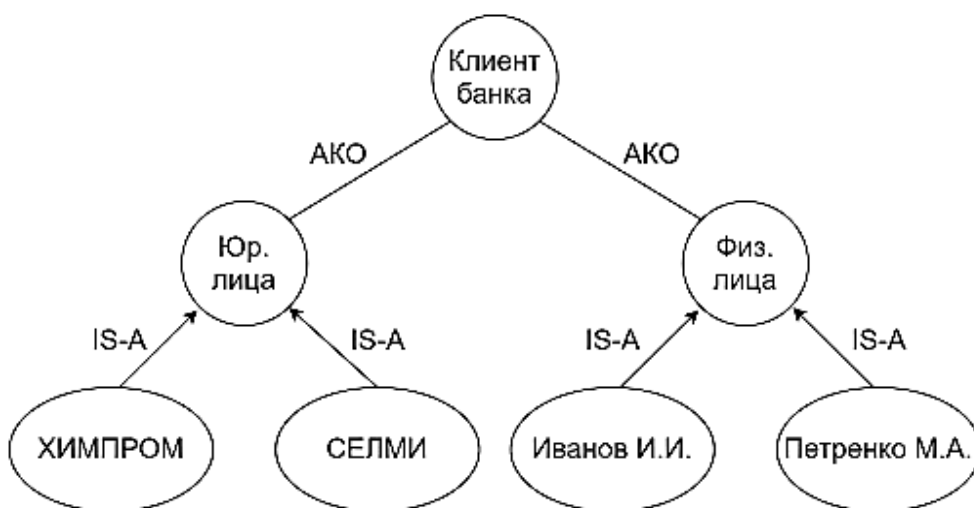 Клиент
банка
АКО
АКО
Юр.
лица
Физ.
лица
IS-A
IS-A
IS-A
IS-A
ХИМПРОМ
СЕЛМИ
Иванов И.И.
Петренко М.А.